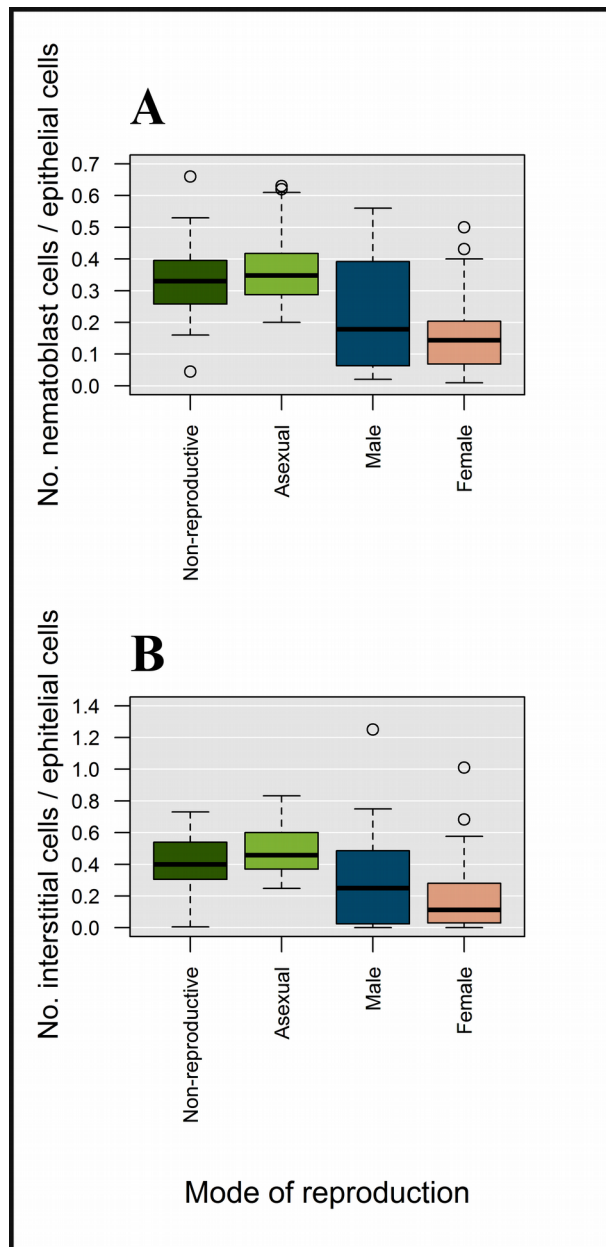 A
No. nematoblast cells / epithelial cells
0.7
0.6
0.5
0.4
0.3
0.2
0.1
0.0
Non-reproductive
Asexual
Male
Female
B
No. interstitial cells / ephitelial cells
1.4
1.2
1.0
0.8
0.6
0.4
0.2
0.0
Non-reproductive
Asexual
Male
Female
Mode of reproduction